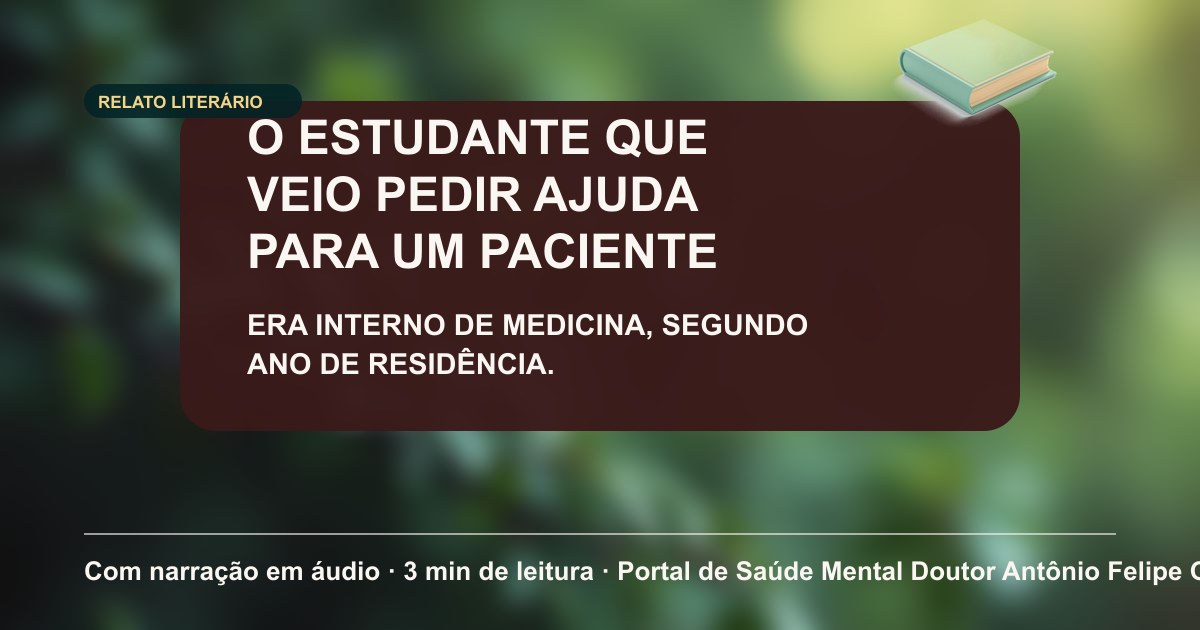 RELATO LITERÁRIO
O ESTUDANTE QUE
VEIO PEDIR AJUDA
PARA UM PACIENTE
ERA INTERNO DE MEDICINA, SEGUNDO
ANO DE RESIDÊNCIA.
Com narração em áudio · 3 min de leitura · Portal de Saúde Mental Doutor Antônio Felipe